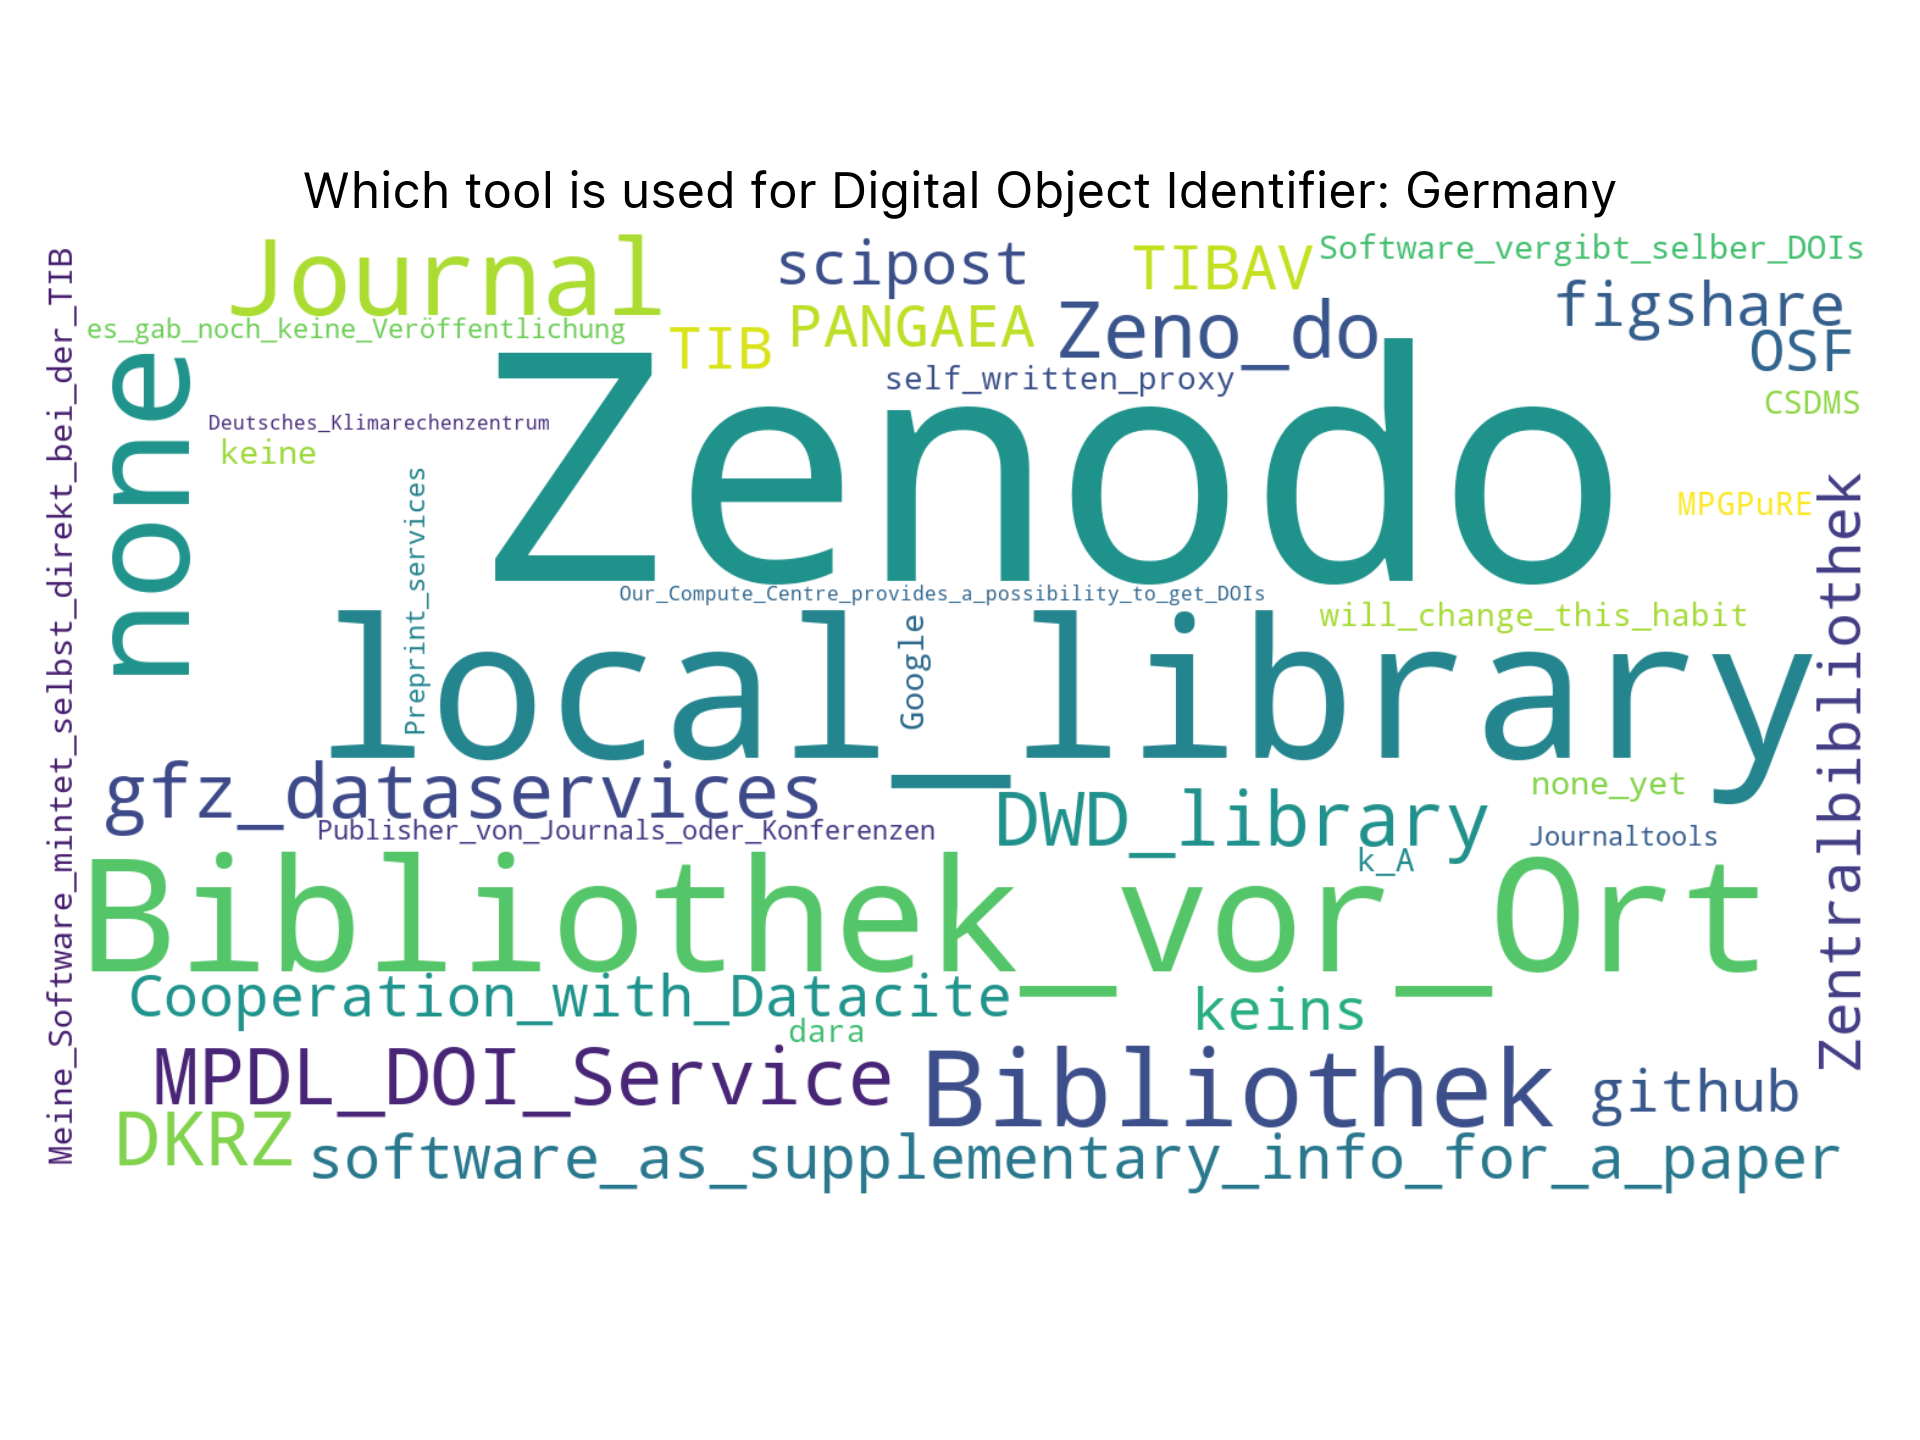 Which tool is used for Digital Object Identifier: Germany
Journal
scipost
TIBAV
Software_vergibt_selber_DOIs
figshare
PANGAEA
Zeno_do
TIB
OSF
es_gab_noch_keine_Veröffentlichung
self_written_proxy
CSDMS
Meine_Software_mintet_selbst_direkt_bei_der_TIB
none
Deutsches_Klimarechenzentrum
keine
Zenodo
MPGPuRE
Preprint_services
Our_Compute_Centre_provides_a_possibility_to_get_DOIs
will_change_this_habit
Google
local_library
Zentralbibliothek
gfz_dataservices
none_yet
DWD_library
Publisher_von_Journals_oder_Konferenzen
Journaltools
k_A
Bibliothek_vor_Ort
Cooperation_with_Datacite
keins
dara
MPDL_DOI_Service
Bibliothek
github
DKRZ
software_as_supplementary_info_for_a_paper